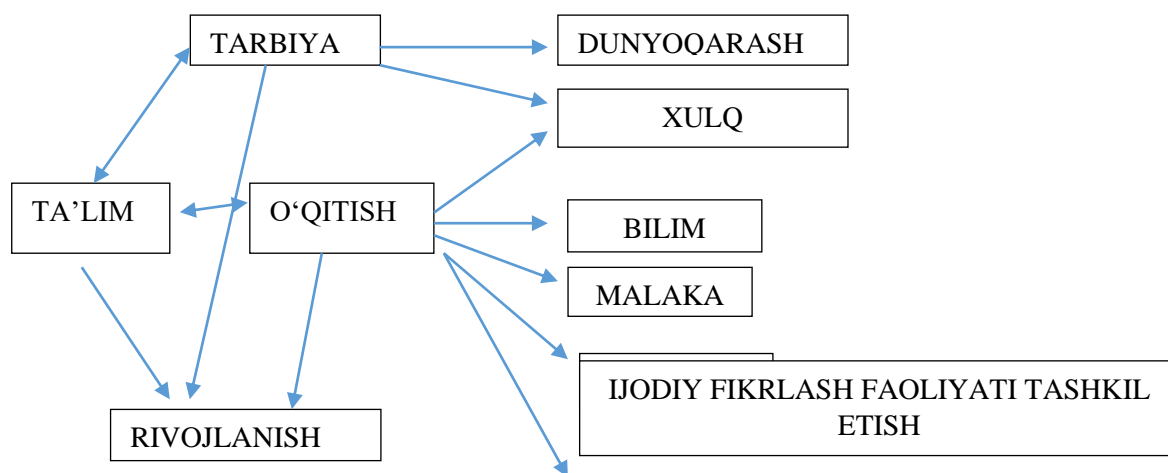 TARBIYA
DUNYOQARASH
XULQ
TA’LIM
O‘QITISH
BILIM
MALAKA
IJODIY FIKRLASH FAOLIYATI TASHKIL
ETISH
RIVOJLANISH